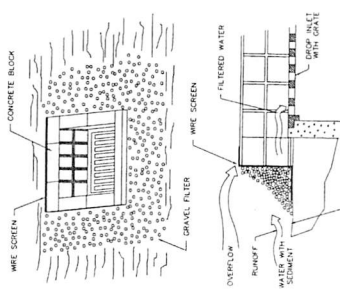 CONCRETE BLOCK
WIRE SCREEN
GRAVEL FILTER
WIRE SCREEN
FILTERED WATER
DROP INLET
WITH GRATE
OVERFLOW
RUNOFF
WATER WITH
SEDIMENT